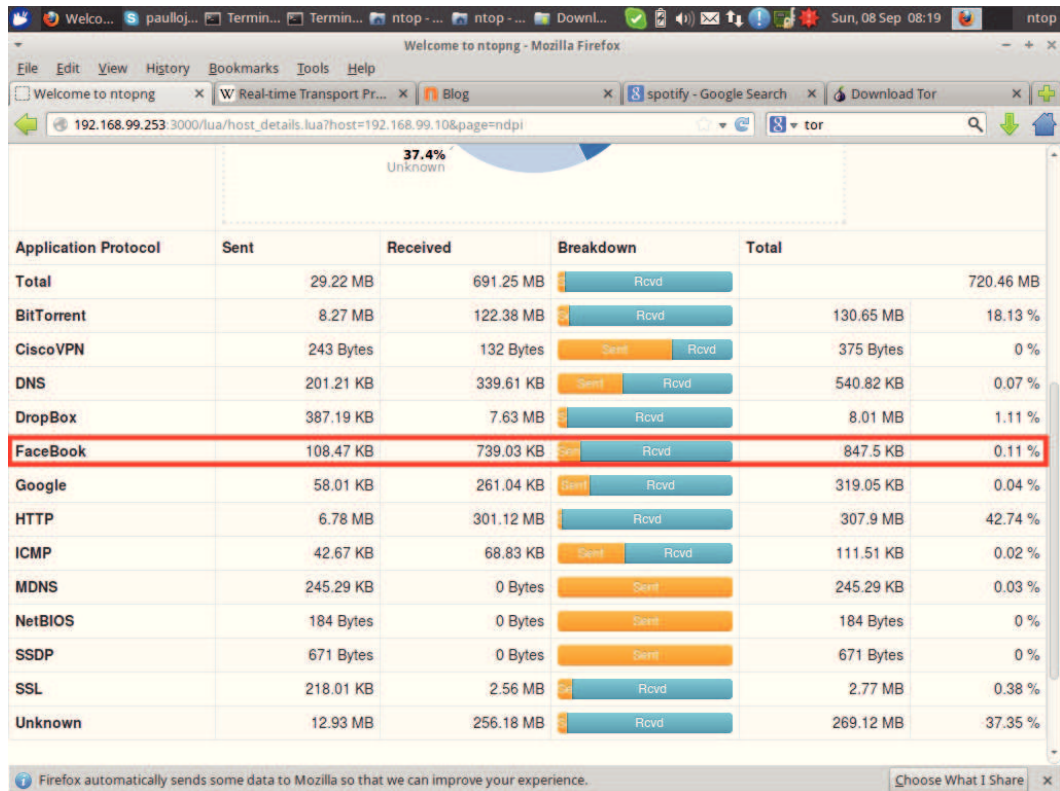 Welco... paulloj... Termin... Termin... ntop - ... ntop - ... Downl... Sun, 08 Sep 08:19 ntop
Welcome to ntopng - Mozilla Firefox
File Edit View History Bookmarks Tools Help
Welcome to ntopng Real-time Transport Pr... Blog spotify - Google Search Download Tor
192.168.99.253:3000/lua/host_details.lua?host=192.168.99.10&page=ndpi tor
37.4%
Unknown
Application Protocol Sent Received Breakdown Total
Total 29.22 MB 691.25 MB Rcvd 720.46 MB
BitTorrent 8.27 MB 122.38 MB Rcvd 130.65 MB 18.13 %
CiscoVPN 243 Bytes 132 Bytes Sent Rcvd 375 Bytes 0 %
DNS 201.21 KB 339.61 KB Sent Rcvd 540.82 KB 0.07 %
DropBox 387.19 KB 7.63 MB Rcvd 8.01 MB 1.11 %
FaceBook 108.47 KB 739.03 KB Rcvd 847.5 KB 0.11 %
Google 58.01 KB 261.04 KB Sent Rcvd 319.05 KB 0.04 %
HTTP 6.78 MB 301.12 MB Rcvd 307.9 MB 42.74 %
ICMP 42.67 KB 68.83 KB Sent Rcvd 111.51 KB 0.02 %
MDNS 245.29 KB 0 Bytes Sent 245.29 KB 0.03 %
NetBIOS 184 Bytes 0 Bytes Sent 184 Bytes 0 %
SSDP 671 Bytes 0 Bytes Sent 671 Bytes 0 %
SSL 218.01 KB 2.56 MB Rcvd 2.77 MB 0.38 %
Unknown 12.93 MB 256.18 MB Rcvd 269.12 MB 37.35 %
Firefox automatically sends some data to Mozilla so that we can improve your experience. Choose What I Share